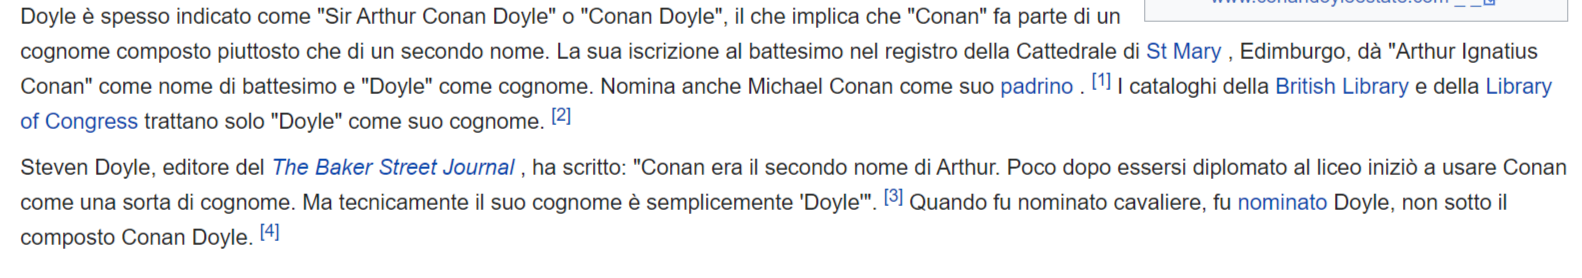 Doyle è spesso indicato come "Sir Arthur Conan Doyle" o "Conan Doyle", il che implica che "Conan" fa parte di un
cognome composto piuttosto che di un secondo nome. La sua iscrizione al battesimo nel registro della Cattedrale di St Mary , Edimburgo, dà "Arthur Ignatius
Conan" come nome di battesimo e "Doyle" come cognome. Nomina anche Michael Conan come suo padrino . [1] I cataloghi della British Library e della Library
of Congress trattano solo "Doyle" come suo cognome. [2]
Steven Doyle, editore del The Baker Street Journal , ha scritto: "Conan era il secondo nome di Arthur. Poco dopo essersi diplomato al liceo iniziò a usare Conan
come una sorta di cognome. Ma tecnicamente il suo cognome è semplicemente 'Doyle'". [3] Quando fu nominato cavaliere, fu nominato Doyle, non sotto il
composto Conan Doyle. [4]